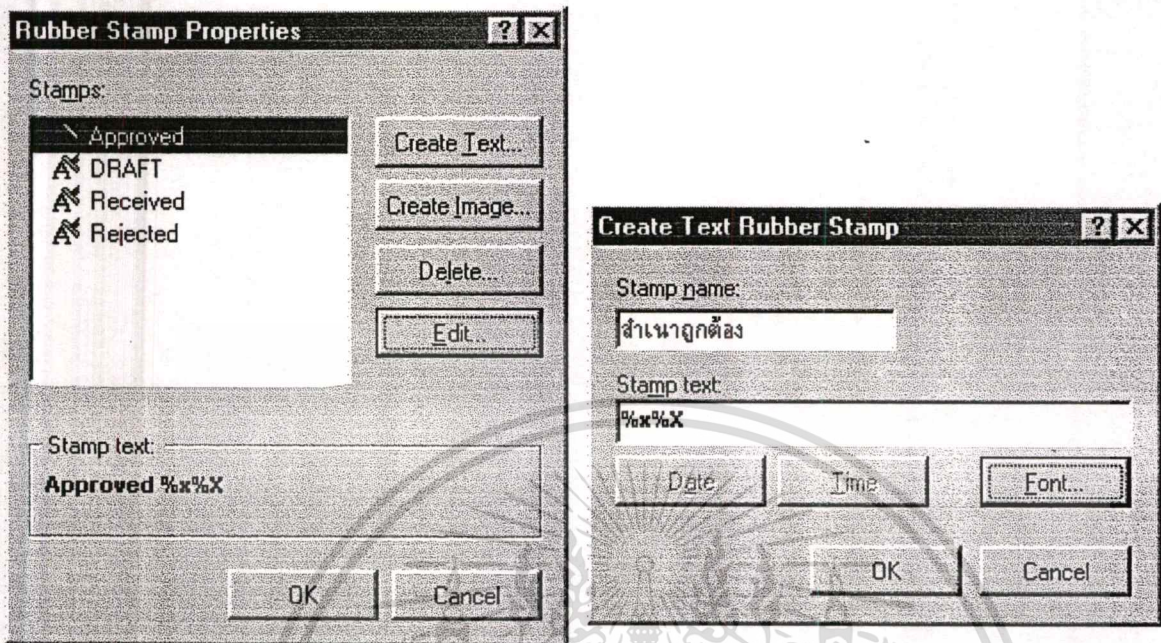 Rubber Stamp Properties
Stamps:
Approved
DRAFT
Received
Rejected
Create Text...
Create Image...
Delete...
Edit...
Stamp text:
Approved %x%X
OK
Cancel
Create Text Rubber Stamp
Stamp name:
สำเนาถูกต้อง
Stamp text:
%x%X
Date
Time
Font...
OK
Cancel